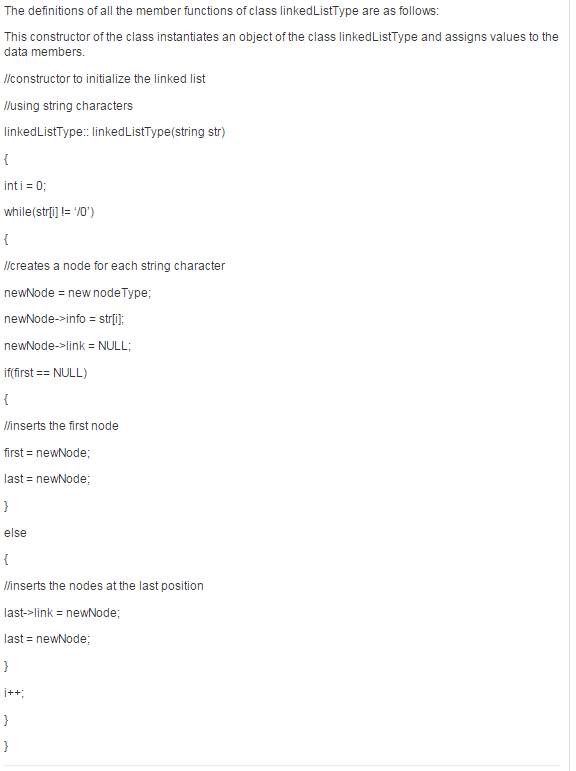 The definitions of all the member functions of class linkedListType are as follows:
This constructor of the class instantiates an object of the class linkedListType and assigns values to the
data members.
//constructor to initialize the linked list
//using string characters
linkedListType:: linkedListType(string str)
{
int i = 0;
while(str[i] != ‘/0’)
{
//creates a node for each string character
newNode = new nodeType;
newNode->info = str[i];
newNode->link = NULL;
if(first == NULL)
{
//inserts the first node
first = newNode;
last = newNode;
}
else
{
//inserts the nodes at the last position
last->link = newNode;
last = newNode;
}
i++;
}
}